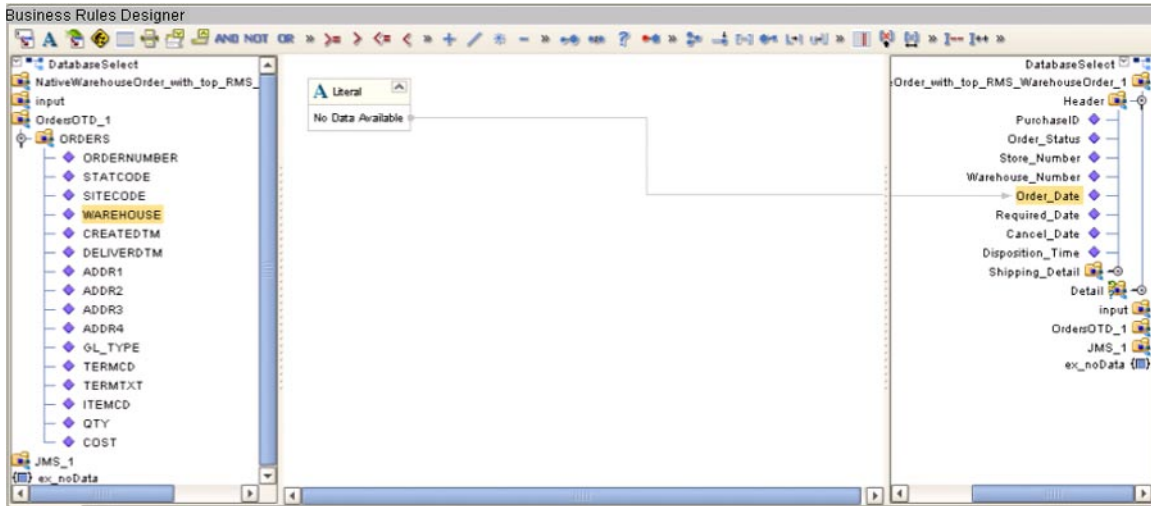 Business Rules Designer
A AND NOT OR » >= > <= < » + / * - » ? » » I-- I++ »
DatabaseSelect
NativeWarehouseOrder_with_top_RMS_
input
OrdersOTD_1
ORDERS
ORDERNUMBER
STATCODE
SITECODE
WAREHOUSE
CREATEDTM
DELIVERDTM
ADDR1
ADDR2
ADDR3
ADDR4
GL_TYPE
TERMCD
TERMTXT
ITEMCD
QTY
COST
JMS_1
ex_noData
A Literal
No Data Available
DatabaseSelect
Order_with_top_RMS_WarehouseOrder_1
Header
PurchaseID
Order_Status
Store_Number
Warehouse_Number
Order_Date
Required_Date
Cancel_Date
Disposition_Time
Shipping_Detail
Detail
input
OrdersOTD_1
JMS_1
ex_noData